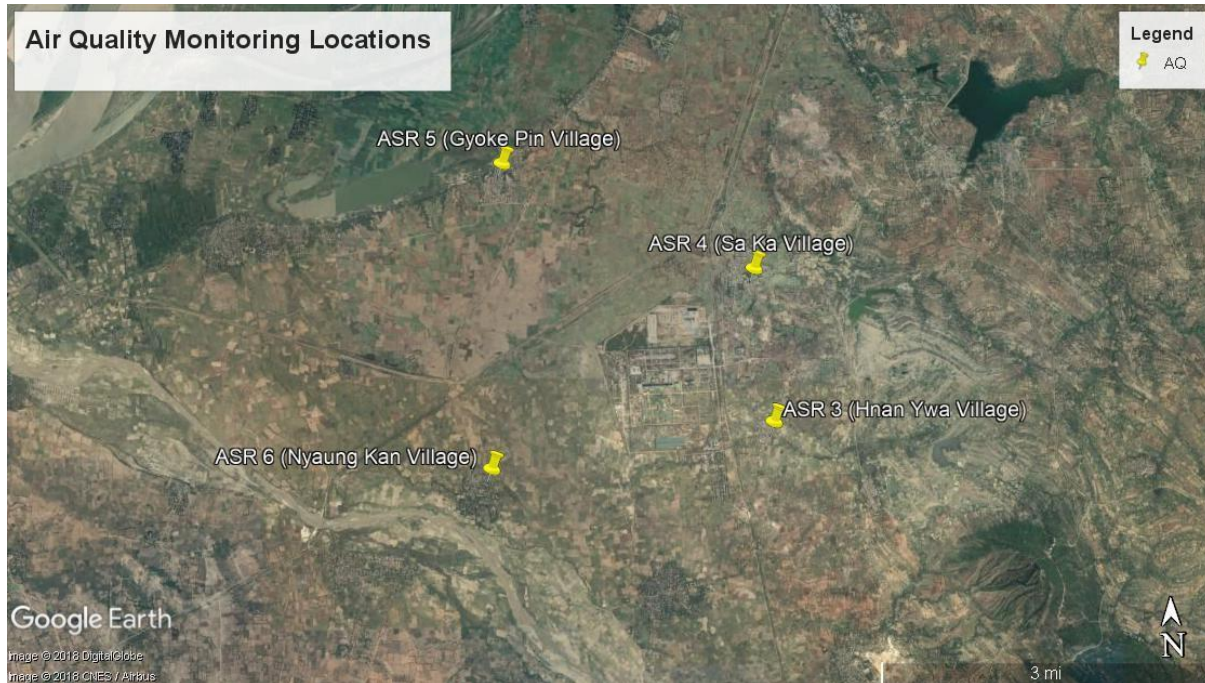 Air Quality Monitoring Locations
Legend
AQ
ASR 5 (Gyoke Pin Village)
ASR 4 (Sa Ka Village)
ASR 3 (Hnan Ywa Village)
ASR 6 (Nyaung Kan Village)
Google Earth
Image © 2018 DigitalGlobe
Image © 2018 CNES / Airbus
N
3 mi